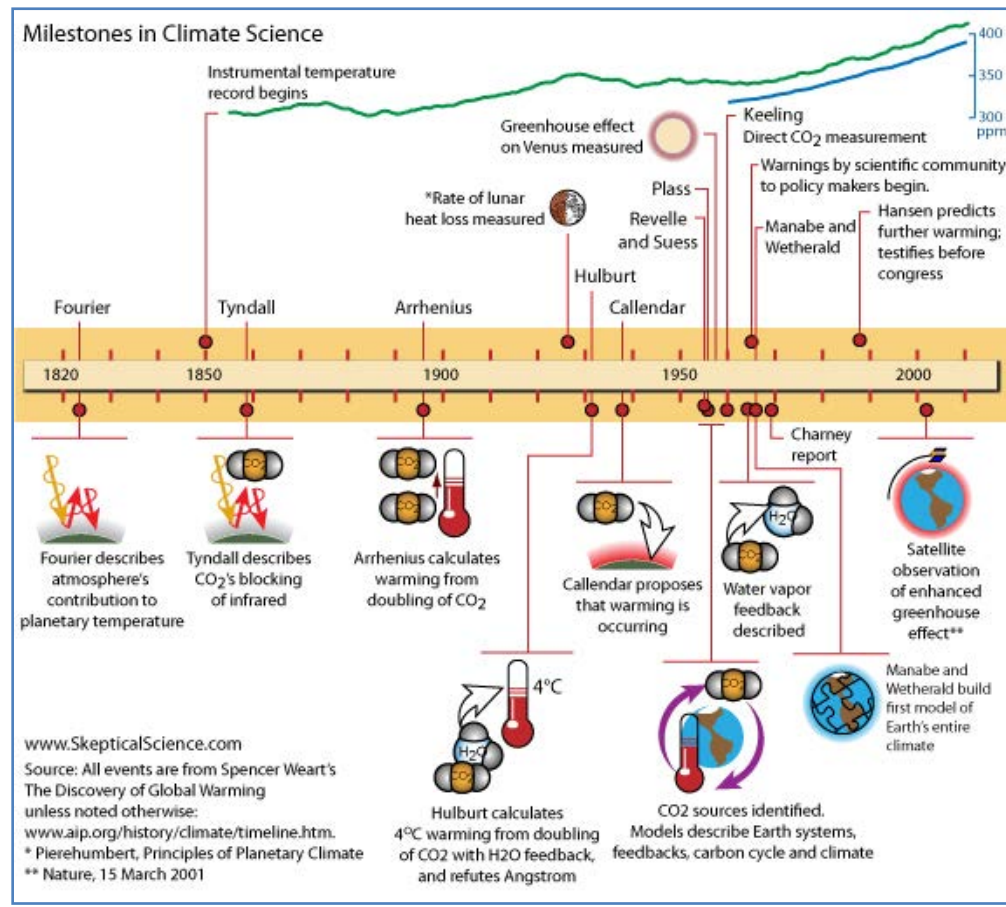 Milestones in Climate Science
400
350
300
ppm
Instrumental temperature
record begins
Greenhouse effect
on Venus measured
Keeling
Direct CO2 measurement
Warnings by scientific community
to policy makers begin.
*Rate of lunar
heat loss measured
Plass
Revelle
and Suess
Manabe and
Wetherald
Hansen predicts
further warming;
testifies before
congress
Hulburt
Fourier
Tyndall
Arrhenius
Callendar
1820
1850
1900
1950
2000
Charney
report
CO2
CO2
CO2
CO2
H2O
CO2
Fourier describes
atmosphere's
contribution to
planetary temperature
Tyndall describes
CO2's blocking
of infrared
Arrhenius calculates
warming from
doubling of CO2
Callendar proposes
that warming is
occurring
Water vapor
feedback
described
Satellite
observation
of enhanced
greenhouse
effect**
4°C
H2O
CO2
CO2
Manabe and
Wetherald build
first model of
Earth's entire
climate
Hulburt calculates
4°C warming from doubling
of CO2 with H2O feedback,
and refutes Angstrom
CO2 sources identified.
Models describe Earth systems,
feedbacks, carbon cycle and climate
www.SkepticalScience.com
Source: All events are from Spencer Weart's
The Discovery of Global Warming
unless noted otherwise:
www.aip.org/history/climate/timeline.htm.
* Pierehumbert, Principles of Planetary Climate
** Nature, 15 March 2001